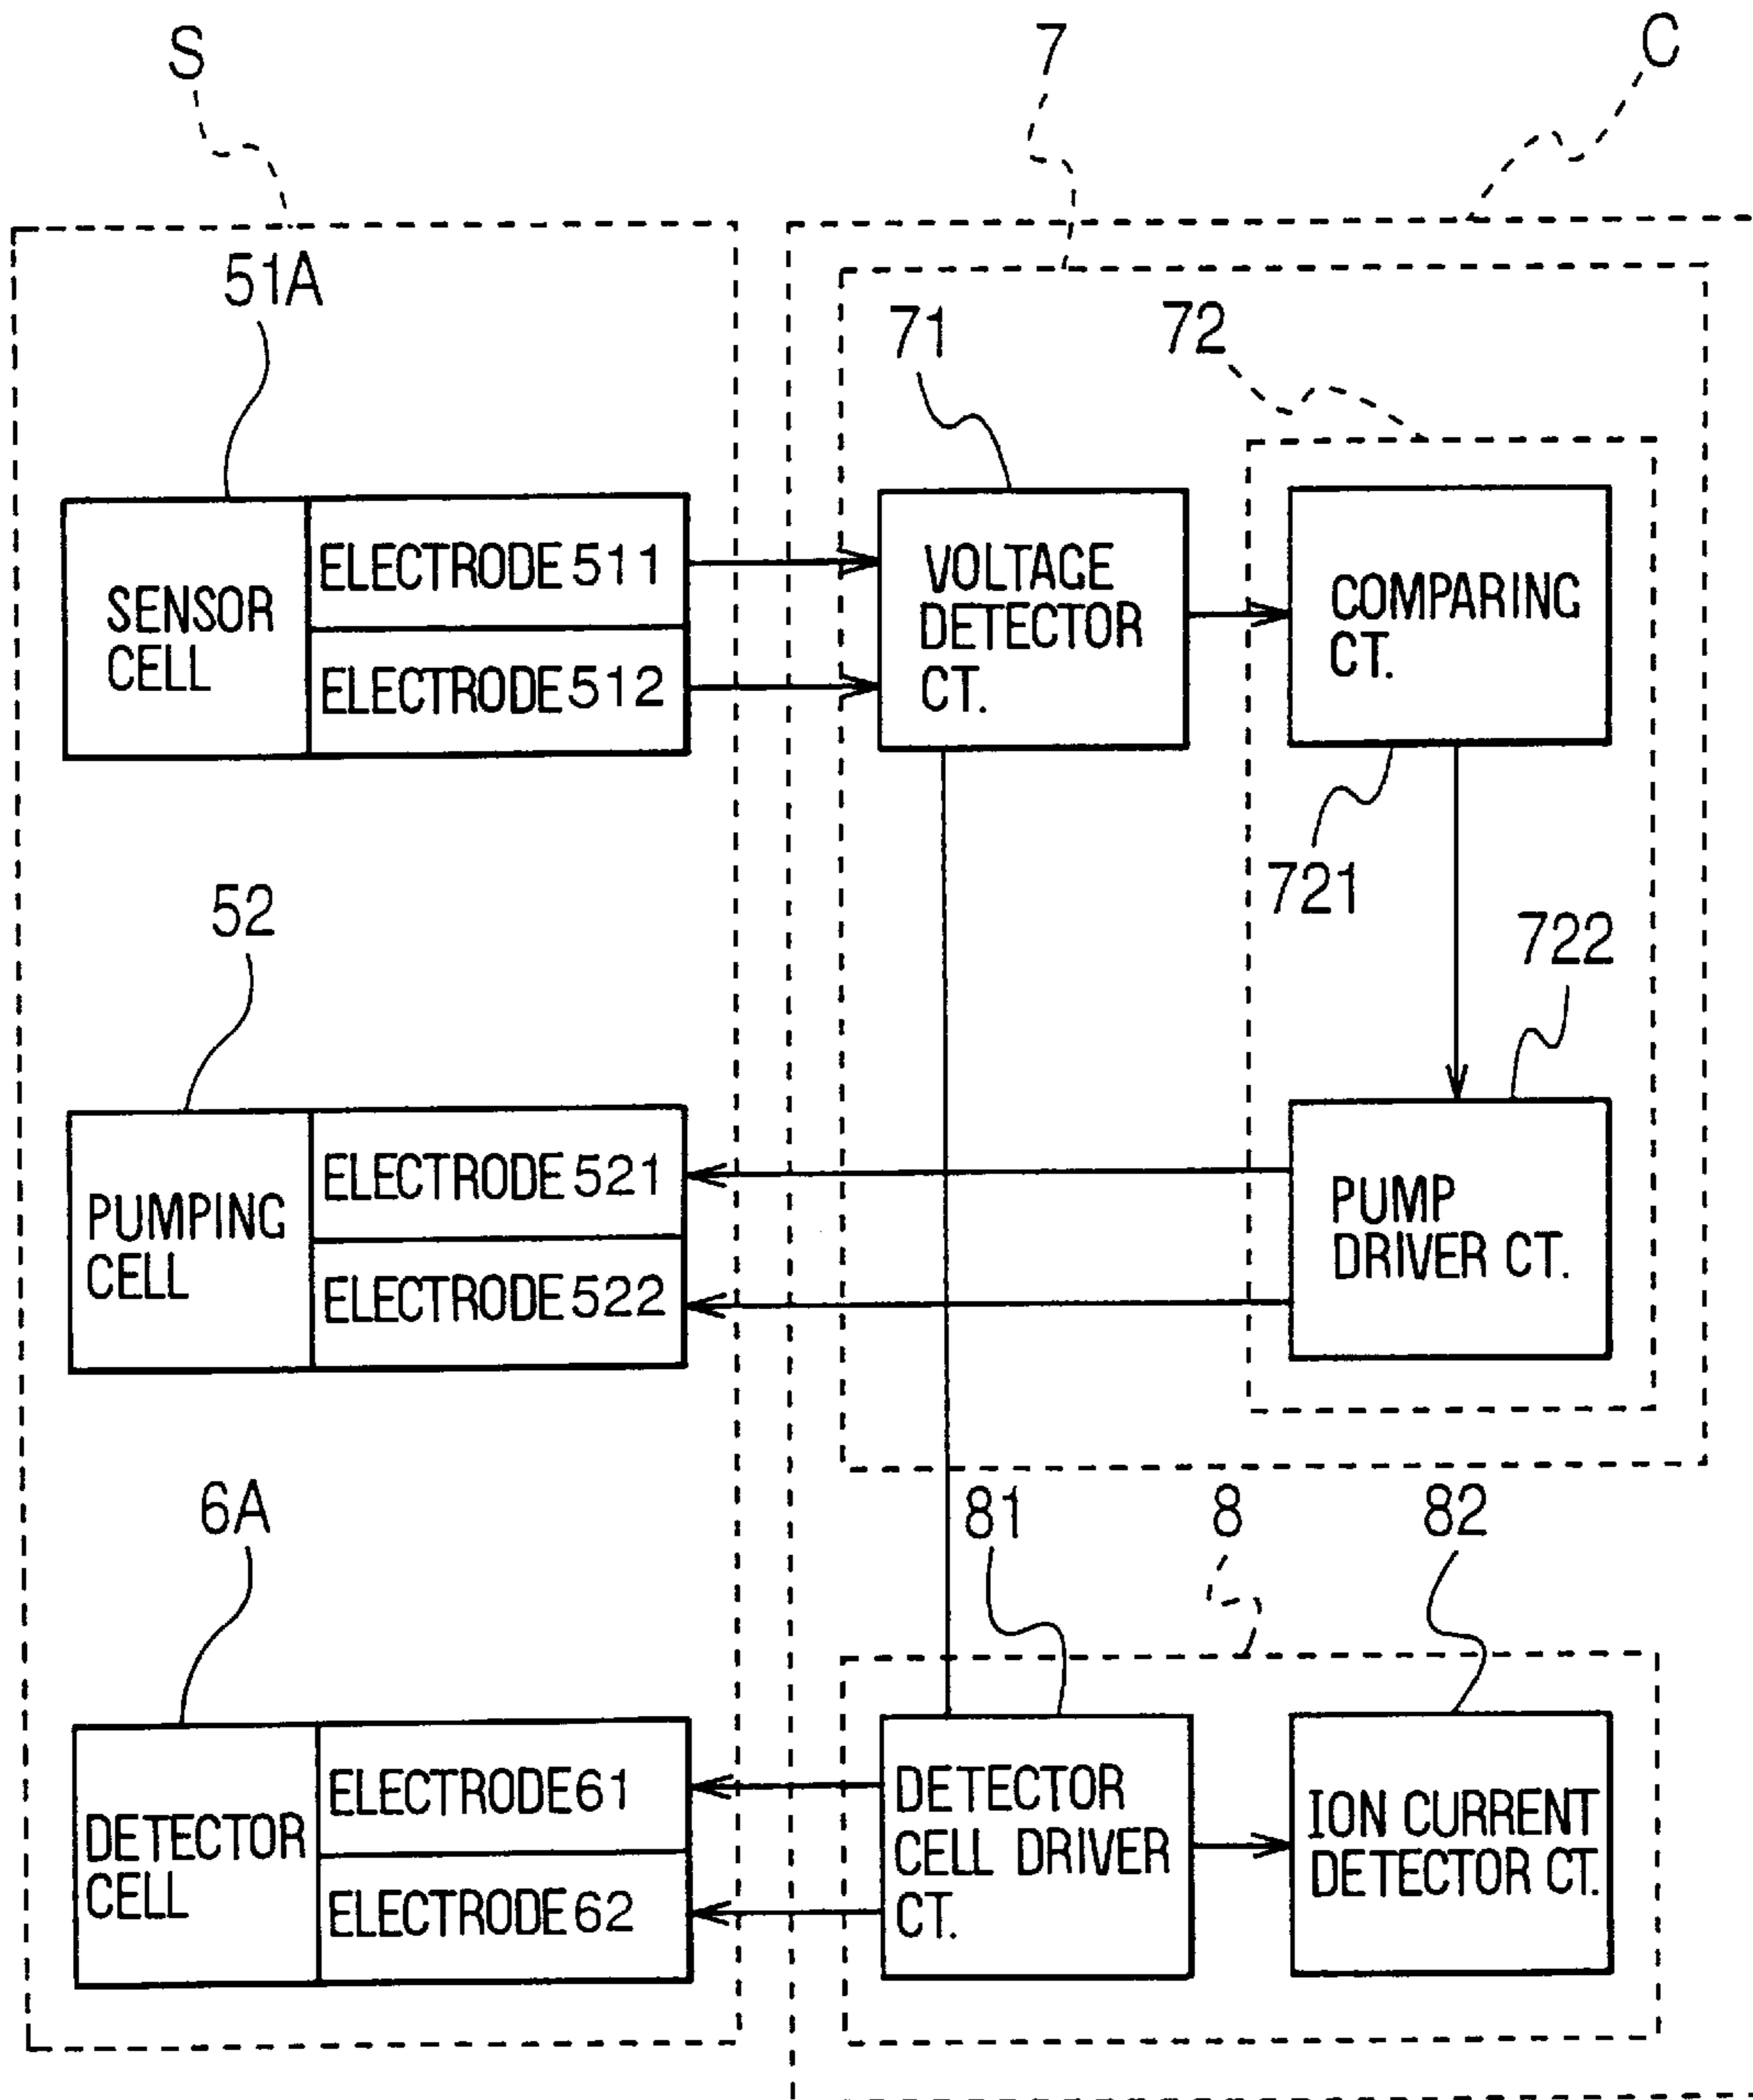 S
7
C
51A
71
72
SENSOR
CELL
ELECTRODE 511
ELECTRODE 512
VOLTAGE
DETECTOR
CT.
COMPARING
CT.
721
52
722
PUMPING
CELL
ELECTRODE 521
ELECTRODE 522
PUMP
DRIVER CT.
6A
81
8
82
DETECTOR
CELL
ELECTRODE 61
ELECTRODE 62
DETECTOR
CELL DRIVER
CT.
ION CURRENT
DETECTOR CT.